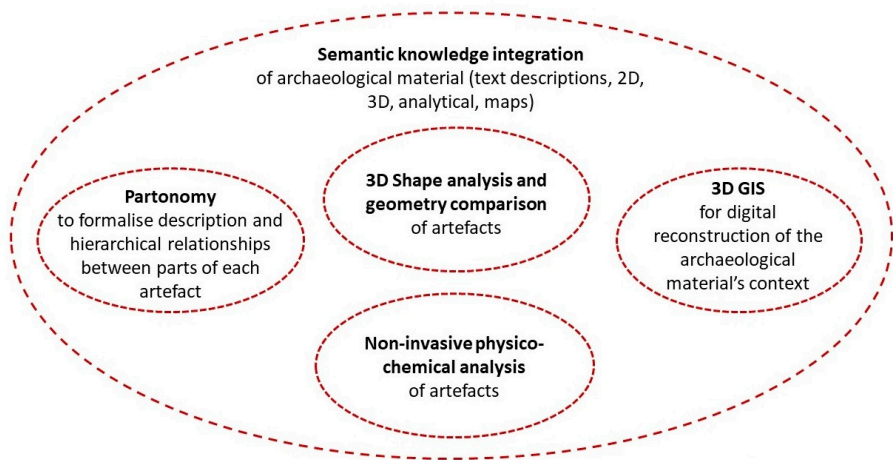 Semantic knowledge integration
of archaeological material (text descriptions, 2D,
3D, analytical, maps)
Partonomy
to formalise description and
hierarchical relationships
between parts of each
artefact
3D Shape analysis and
geometry comparison
of artefacts
3D GIS
for digital
reconstruction of the
archaeological
material's context
Non-invasive physico-
chemical analysis
of artefacts